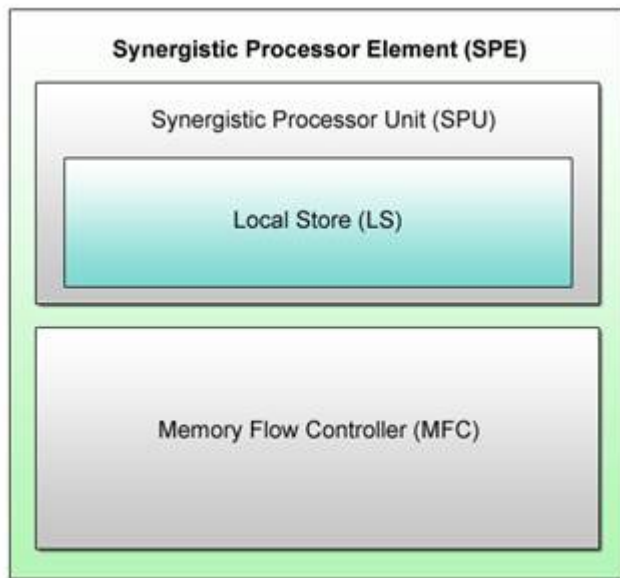 Synergistic Processor Element (SPE)
Synergistic Processor Unit (SPU)
Local Store (LS)
Memory Flow Controller (MFC)